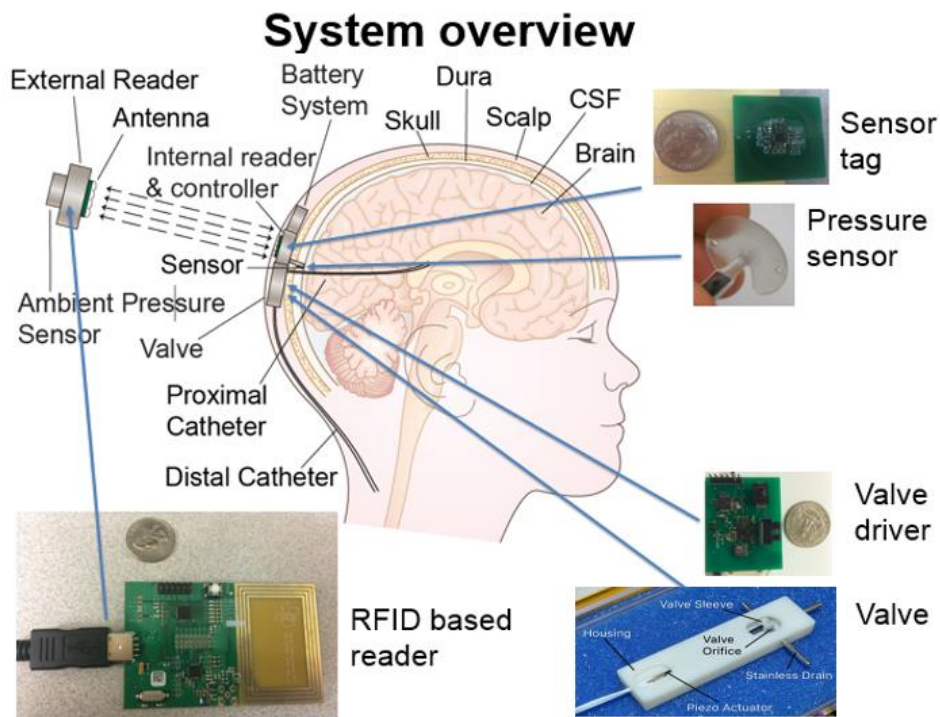 System overview
External Reader
Antenna
Battery
System
Internal reader
& controller
Skull
Dura
Scalp
CSF
Brain
Sensor
Ambient Pressure
Sensor
Valve
Proximal
Catheter
Distal Catheter
Sensor
tag
Pressure
sensor
Valve
driver
Valve
RFID based
reader
Valve Sleeve
Housing
Valve
Orifice
Stainless Drain
Piezo Actuator